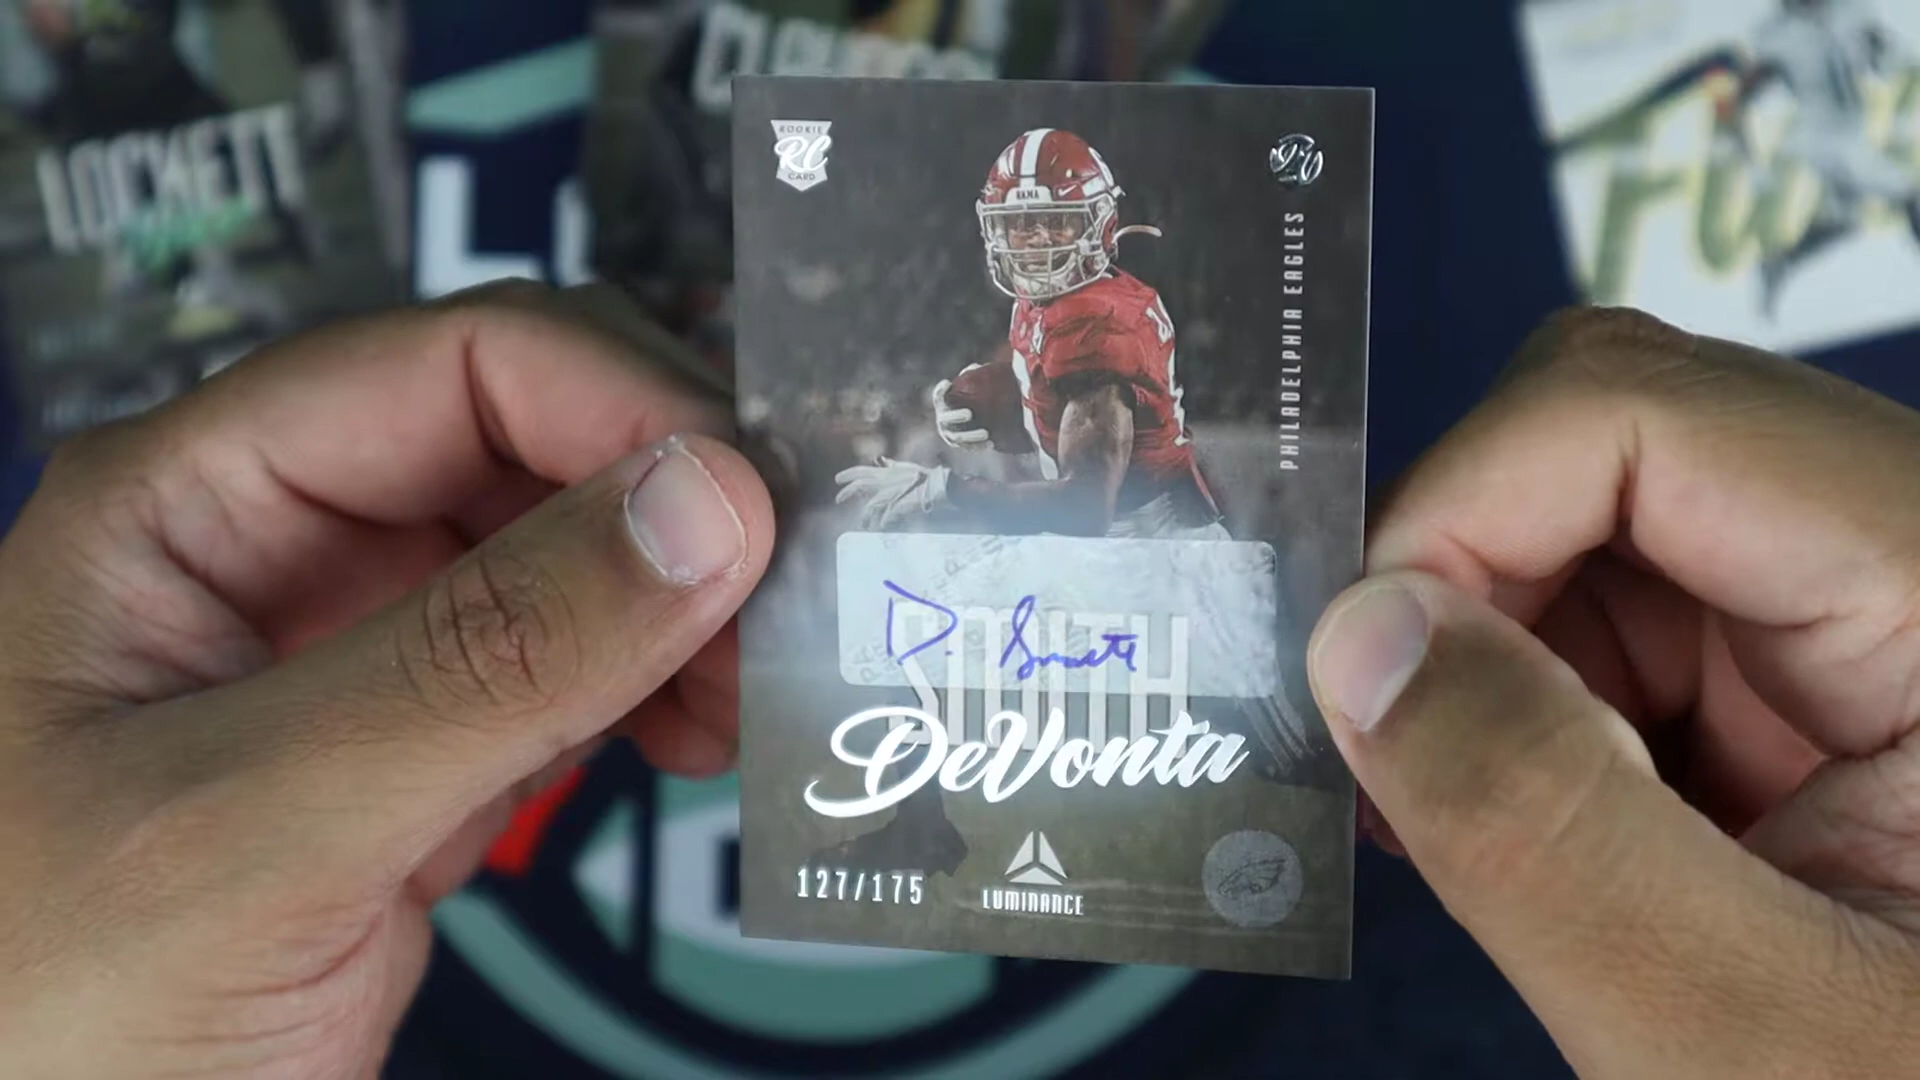 LOCKETT
ROOKIE
RC
CARD
BAMA
PHILADELPHIA EAGLES
D. Smith
SMITH
DeVonta
127/175
LUMINANCE